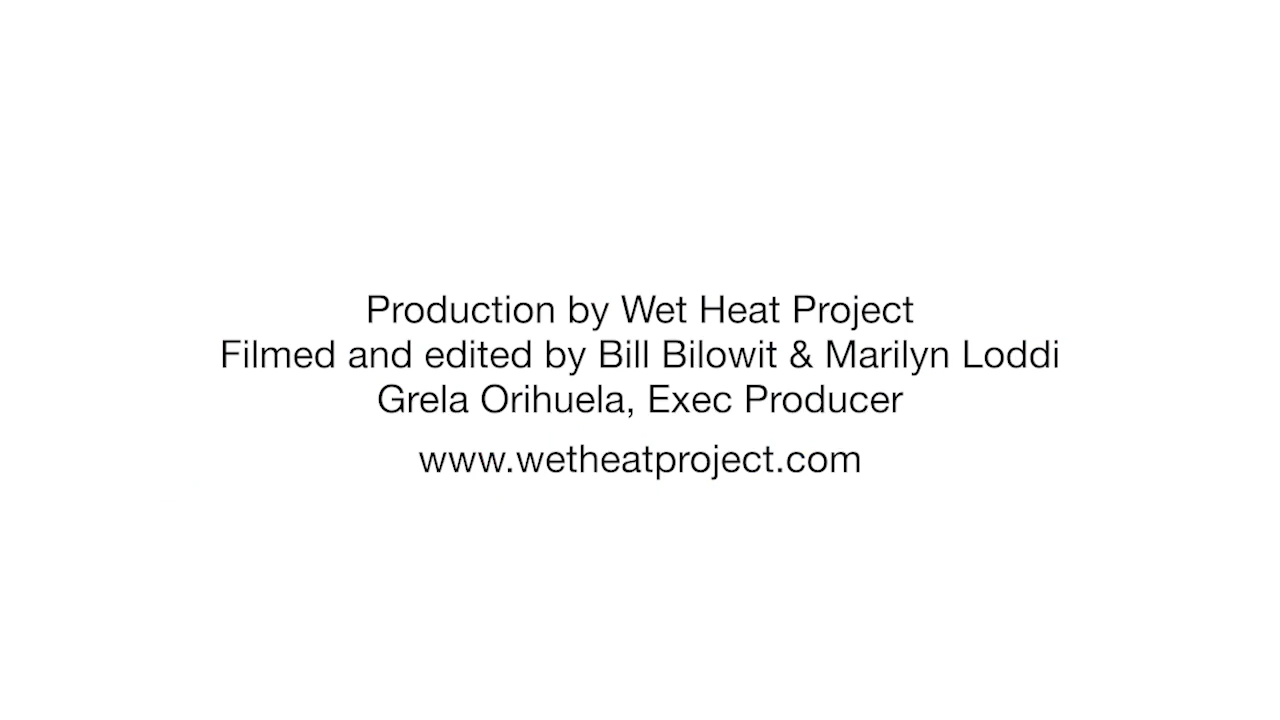 Production by Wet Heat Project
Filmed and edited by Bill Bilowit & Marilyn Loddi
Grela Orihuela, Exec Producer
www.wetheatproject.com